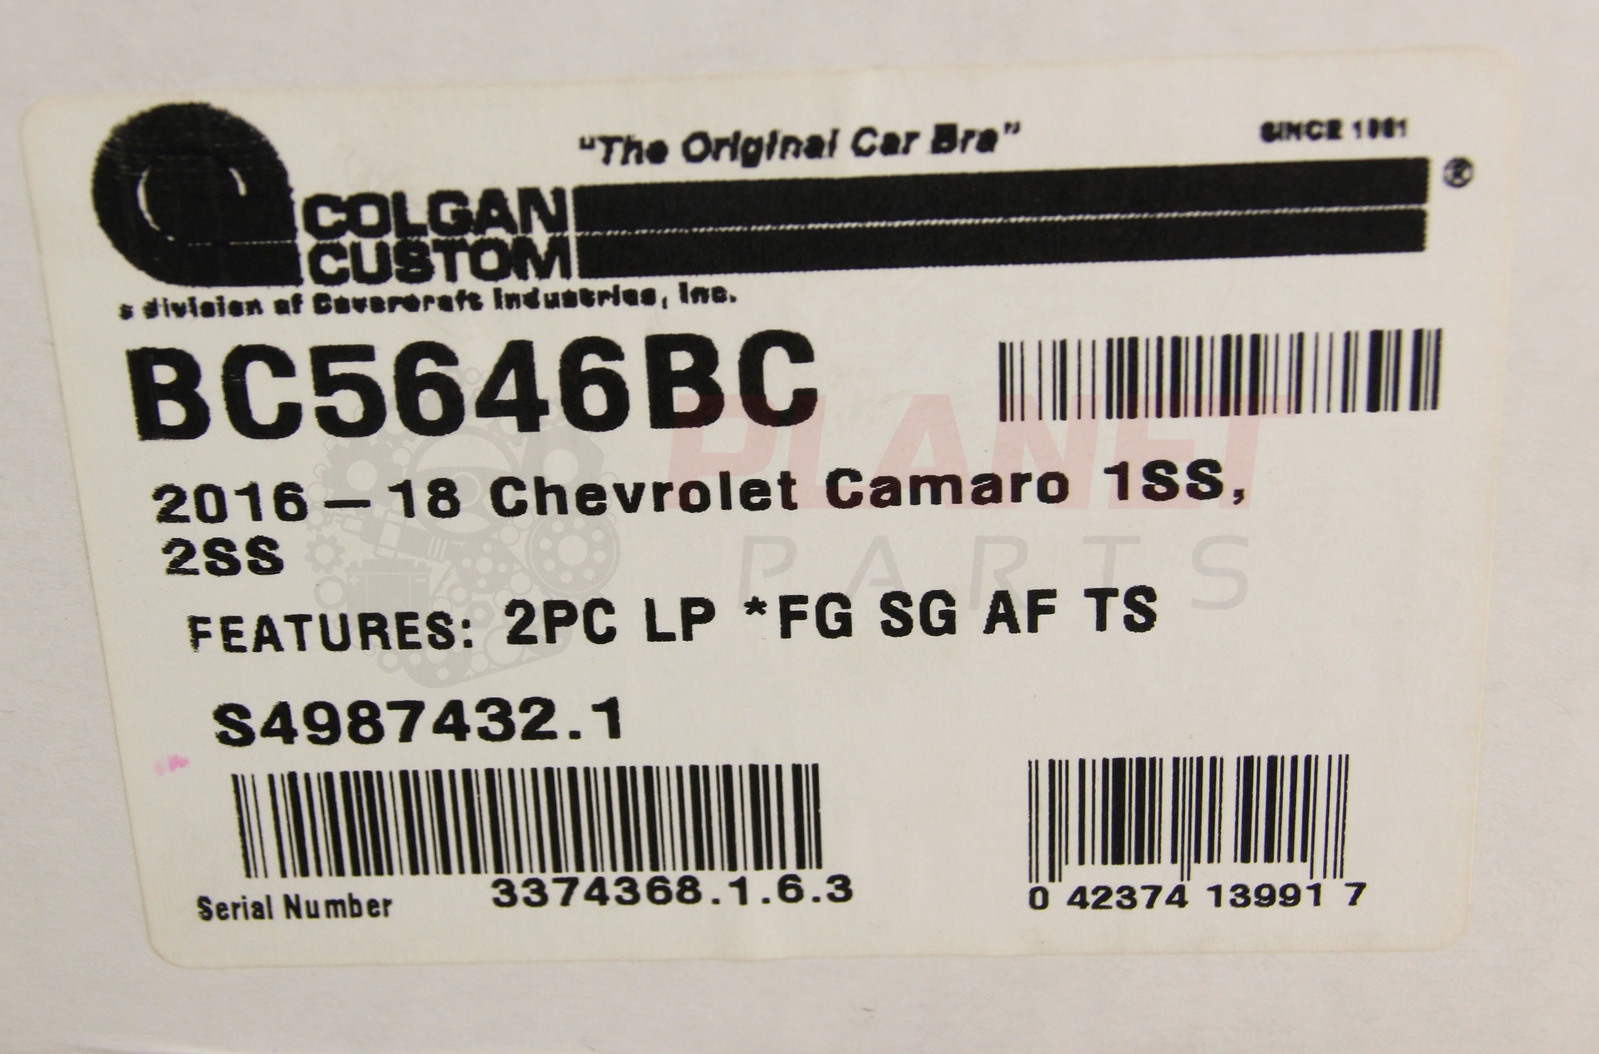 "The Original Car Bra"
SINCE 1961
®
COLGAN
CUSTOM
a division of Covercraft Industries, Inc.
BC5646BC
PLANET
PARTS
2016 – 18 Chevrolet Camaro 1SS,
2SS
FEATURES: 2PC LP *FG SG AF TS
S4987432.1
Serial Number 3374368.1.6.3
0 42374 13991 7